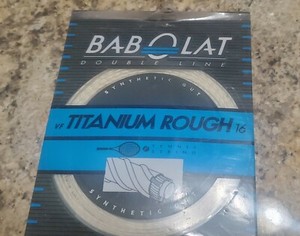 BABOLAT
DOUBLE LINE
SYNTHETIC GUT
TITANIUM ROUGH 16
SYNTHETIC GUT